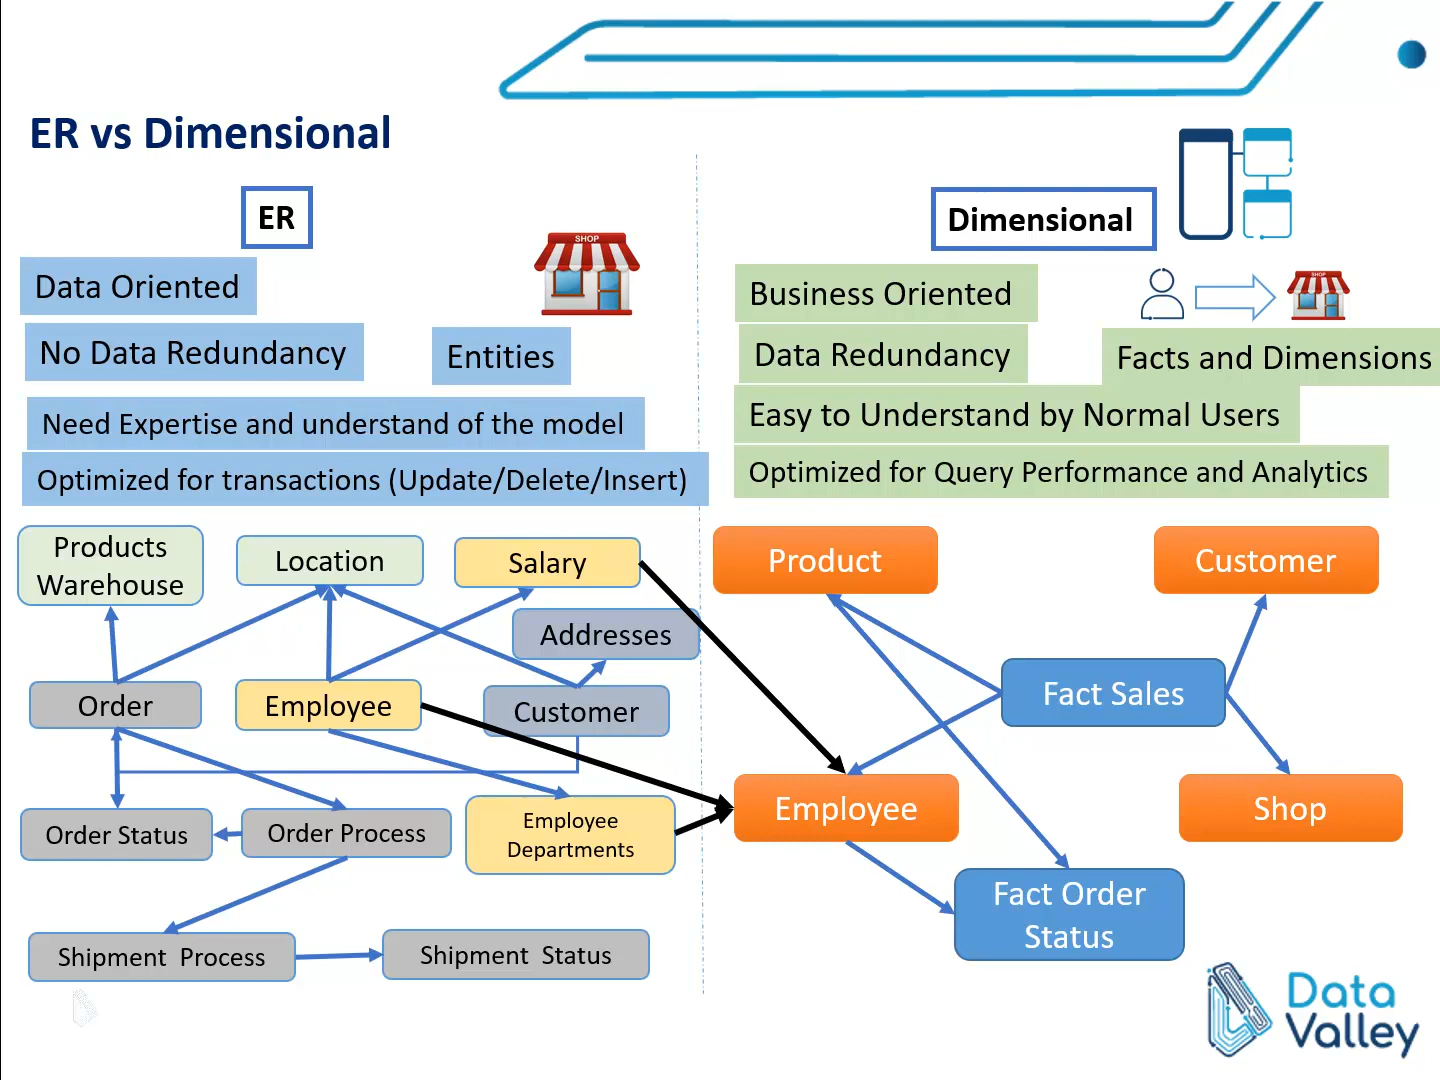 ER vs Dimensional
ER
SHOP
Data Oriented
No Data Redundancy
Entities
Need Expertise and understand of the model
Optimized for transactions (Update/Delete/Insert)
Products
Warehouse
Location
Salary
Addresses
Order
Employee
Customer
Order Status
Order Process
Employee
Departments
Shipment Process
Shipment Status
Dimensional
Business Oriented
SHOP
Data Redundancy
Facts and Dimensions
Easy to Understand by Normal Users
Optimized for Query Performance and Analytics
Product
Customer
Fact Sales
Employee
Shop
Fact Order
Status
Data
Valley